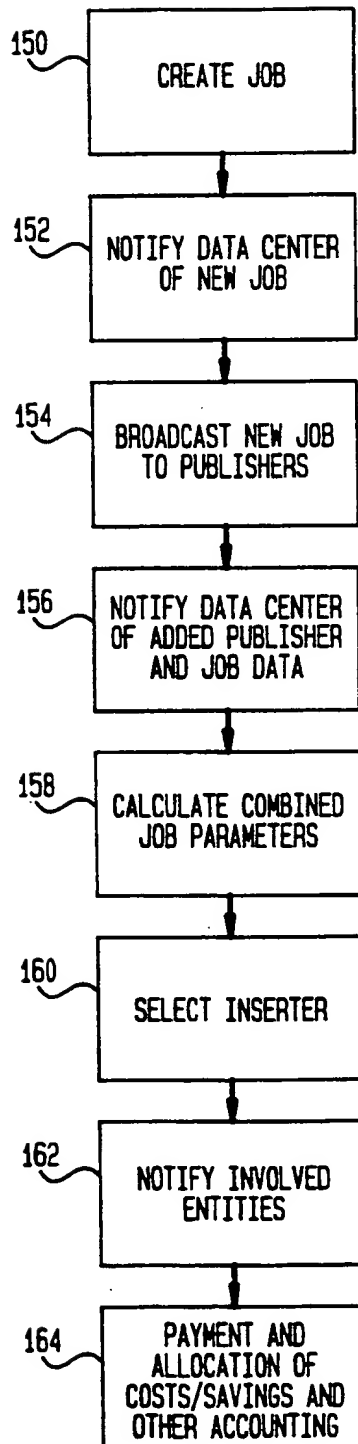 150
CREATE JOB
152
NOTIFY DATA CENTER
OF NEW JOB
154
BROADCAST NEW JOB
TO PUBLISHERS
156
NOTIFY DATA CENTER
OF ADDED PUBLISHER
AND JOB DATA
158
CALCULATE COMBINED
JOB PARAMETERS
160
SELECT INSERTER
162
NOTIFY INVOLVED
ENTITIES
164
PAYMENT AND
ALLOCATION OF
COSTS/SAVINGS AND
OTHER ACCOUNTING